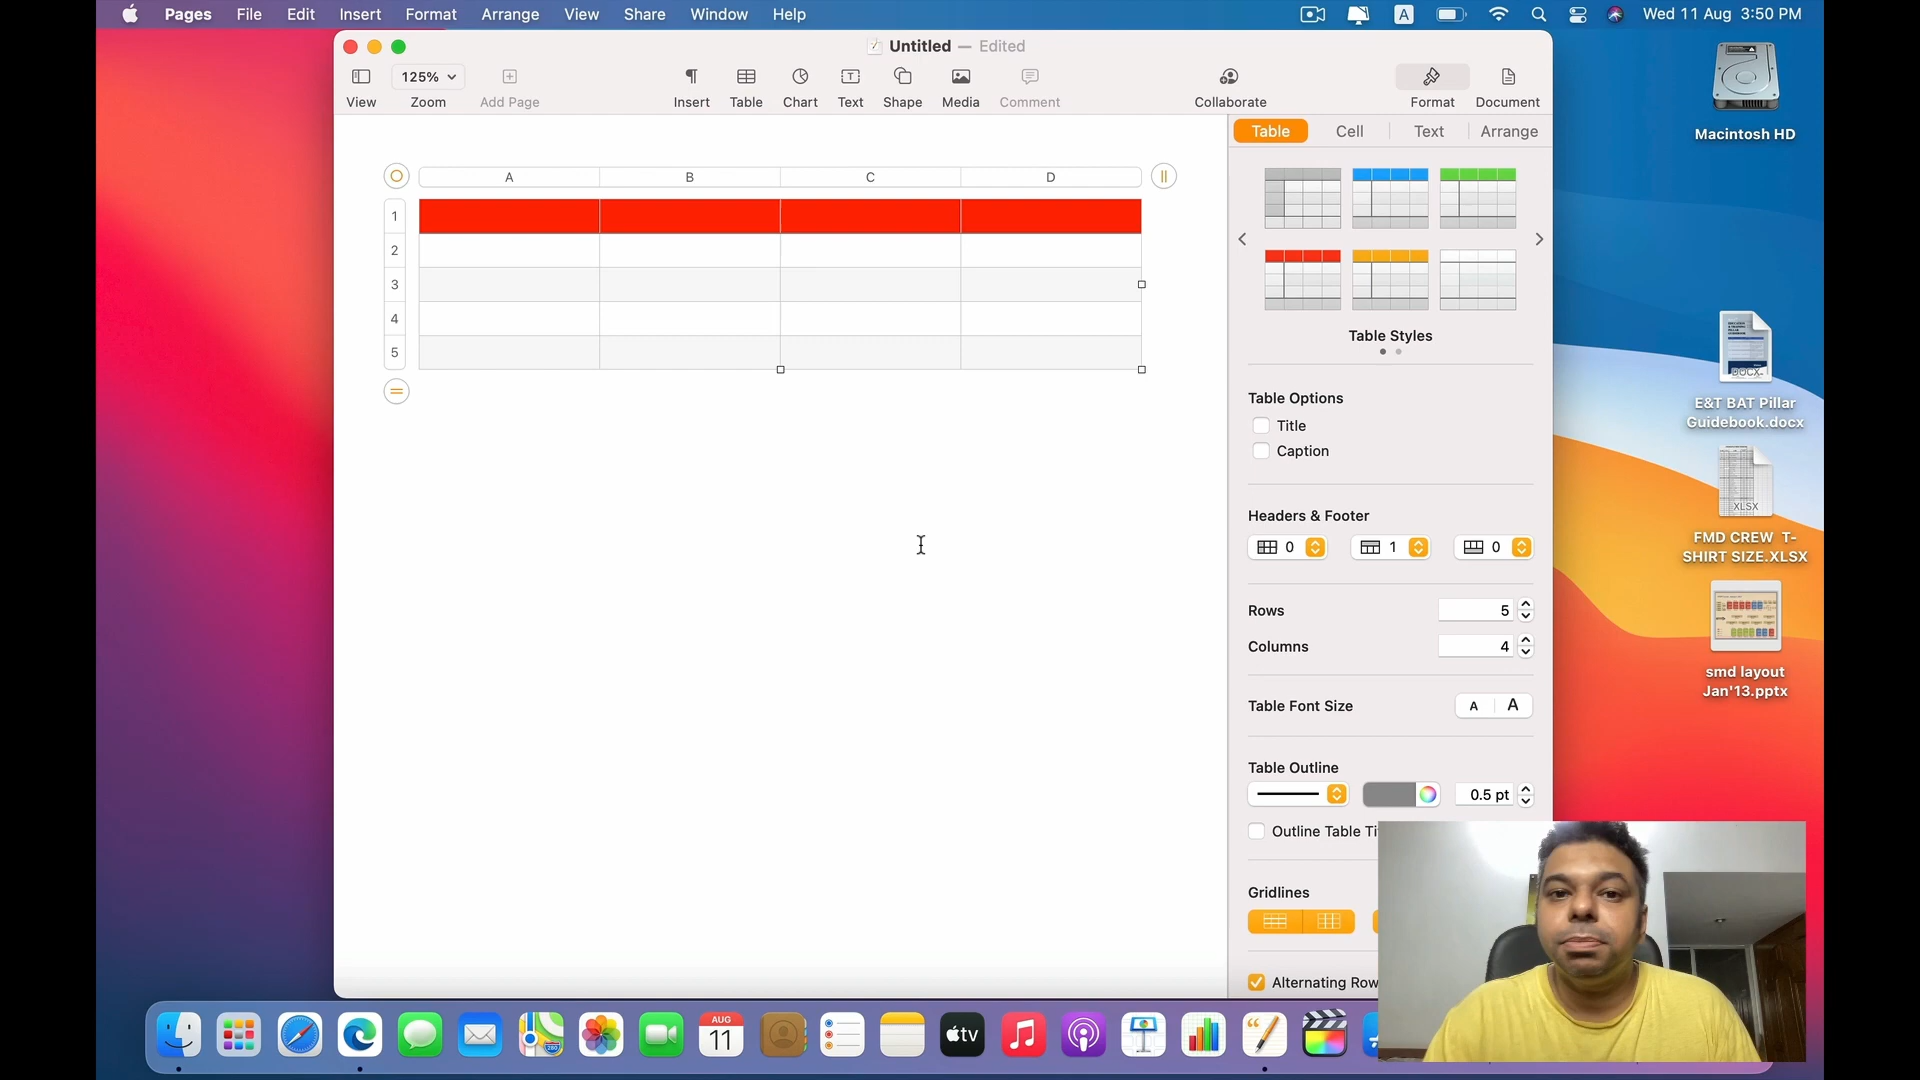 Pages File Edit Insert Format Arrange View Share Window Help
A
Wed 11 Aug 3:50 PM
Untitled — Edited
125%
View Zoom Add Page Insert Table Chart Text Shape Media Comment Collaborate Format Document
Table Cell Text Arrange
A B C D
1
2
3
4
5
Table Styles
Table Options
Title
Caption
Headers & Footer
0 1 0
Rows 5
Columns 4
Table Font Size A A
Table Outline
0.5 pt
Outline Table Ti
Gridlines
Alternating Row
Macintosh HD
DOCX
E&T BAT Pillar
Guidebook.docx
XLSX
FMD CREW T-
SHIRT SIZE.XLSX
smd layout
Jan'13.pptx
AUG
11
tv
280